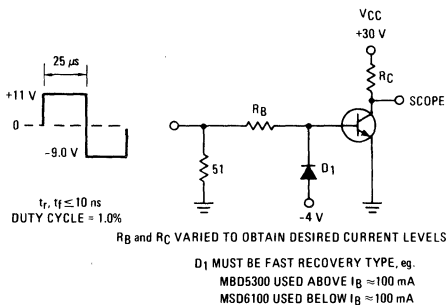 VCC
+30 V
25 μs
RC
+11 V
SCOPE
RB
0
51
D1
-9.0 V
-4 V
tr, tf ≤ 10 ns
DUTY CYCLE = 1.0%
RB and RC VARIED TO OBTAIN DESIRED CURRENT LEVELS
D1 MUST BE FAST RECOVERY TYPE, eg.
MBD5300 USED ABOVE IB ≈ 100 mA
MSD6100 USED BELOW IB ≈ 100 mA